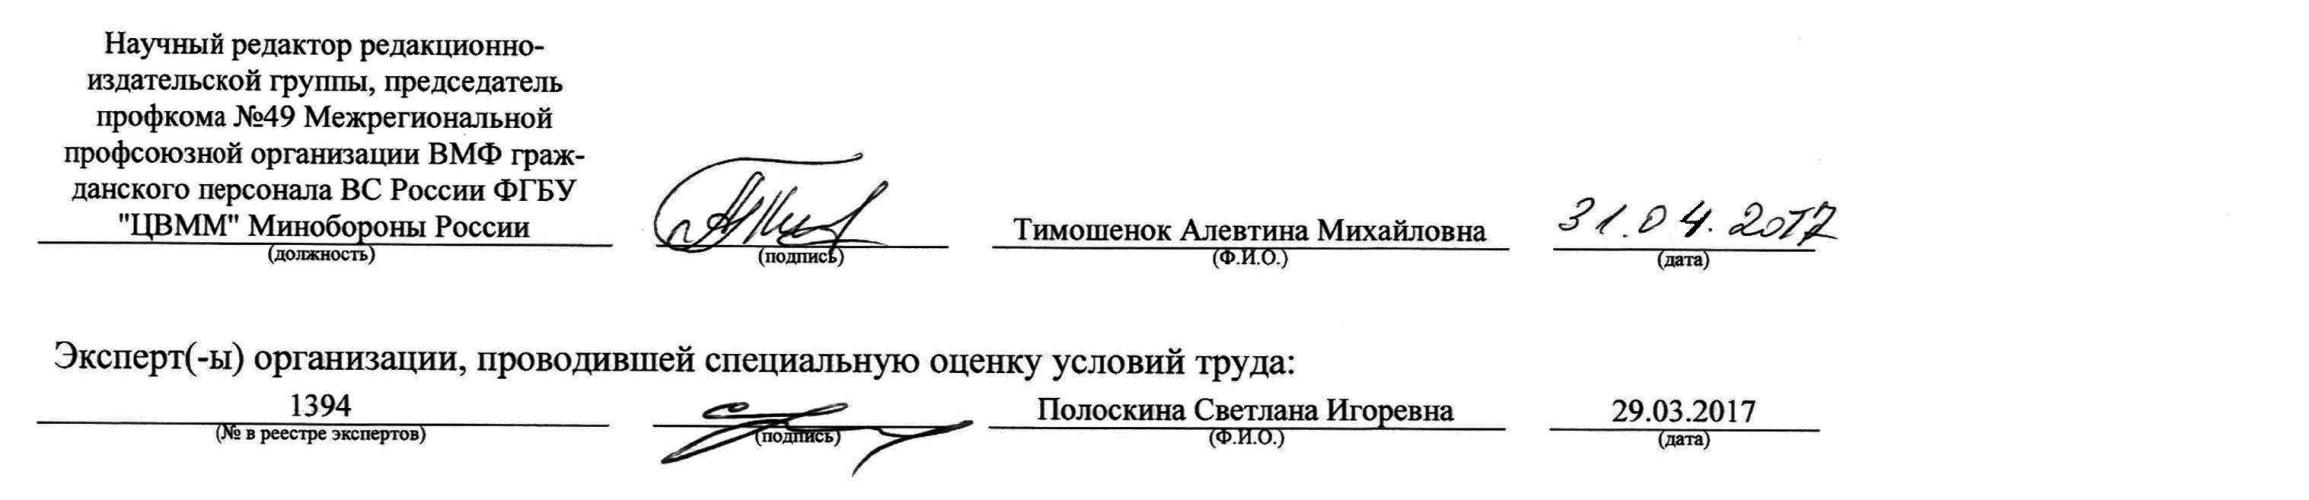 Научный редактор редакционно-
издательской группы, председатель
профкома №49 Межрегиональной
профсоюзной организации ВМФ граж-
данского персонала ВС России ФГБУ
"ЦВММ" Минобороны России
Тимошенок Алевтина Михайловна
31.04.2017
(должность)
(подпись)
(Ф.И.О.)
(дата)
Эксперт(-ы) организации, проводившей специальную оценку условий труда:
1394
Полоскина Светлана Игоревна
29.03.2017
(№ в реестре экспертов)
(подпись)
(Ф.И.О.)
(дата)